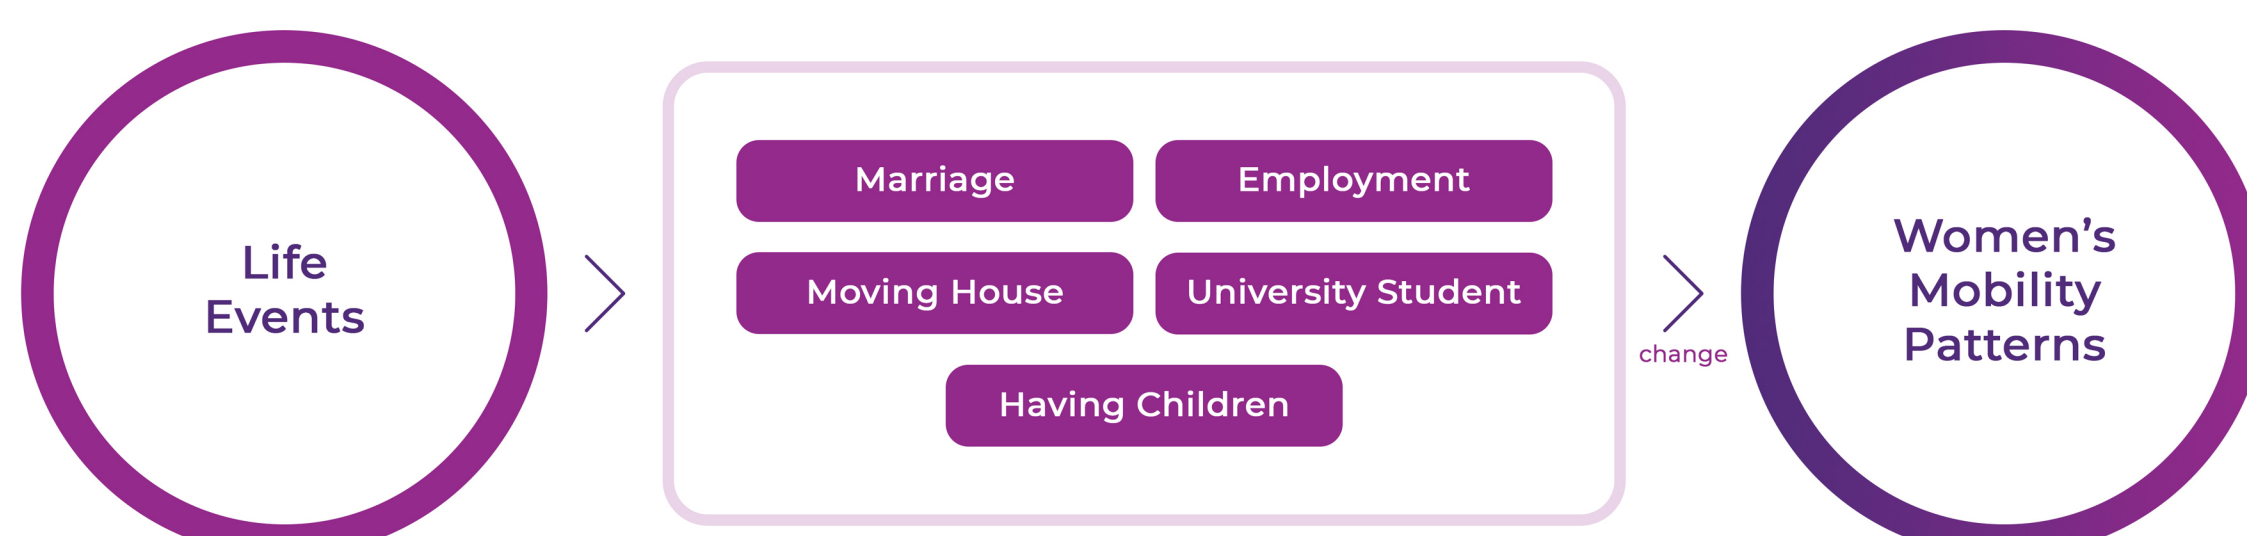 Life
Events
Marriage
Employment
Moving House
University Student
Having Children
change
Women’s
Mobility
Patterns